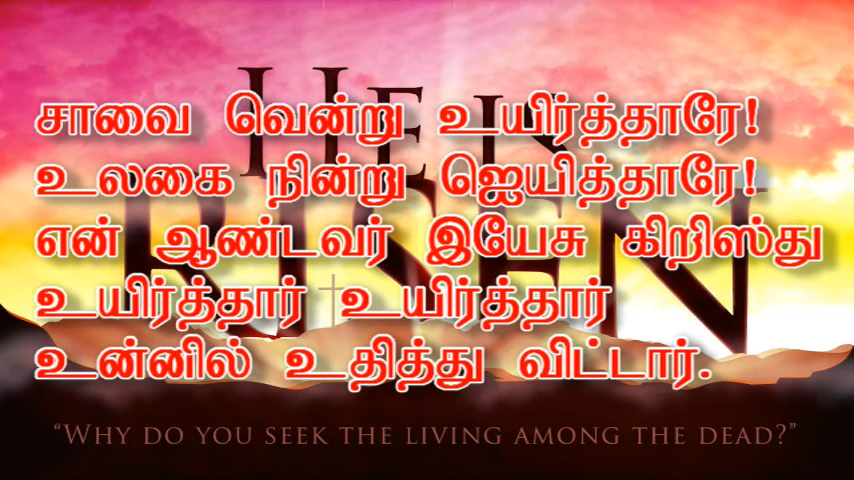 HE IS
RISEN
சாவை வென்று உயிர்த்தாரே!
உலகை நின்று ஜெயித்தாரே!
என் ஆண்டவர் இயேசு கிறிஸ்து
உயிர்த்தார் உயிர்த்தார்
உன்னில் உதித்து விட்டார்.
“WHY DO YOU SEEK THE LIVING AMONG THE DEAD?”